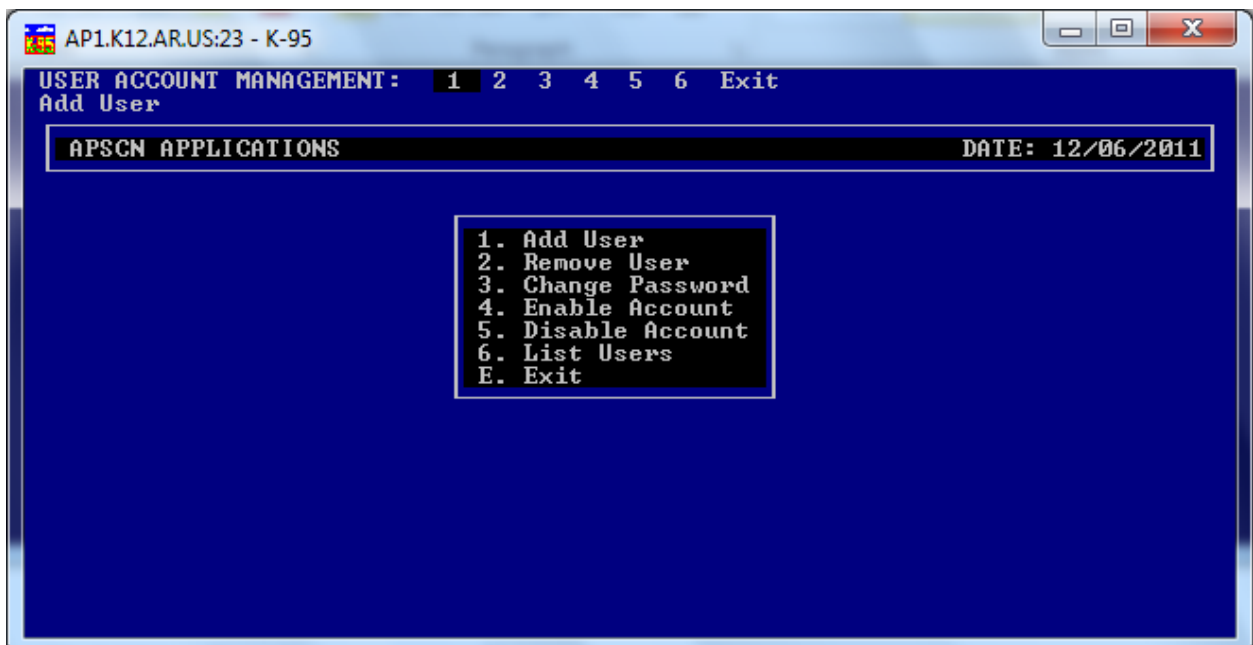 AP1.K12.AR.US:23 - K-95
USER ACCOUNT MANAGEMENT: 1 2 3 4 5 6 Exit
Add User
APSCN APPLICATIONS DATE: 12/06/2011
1. Add User
2. Remove User
3. Change Password
4. Enable Account
5. Disable Account
6. List Users
E. Exit